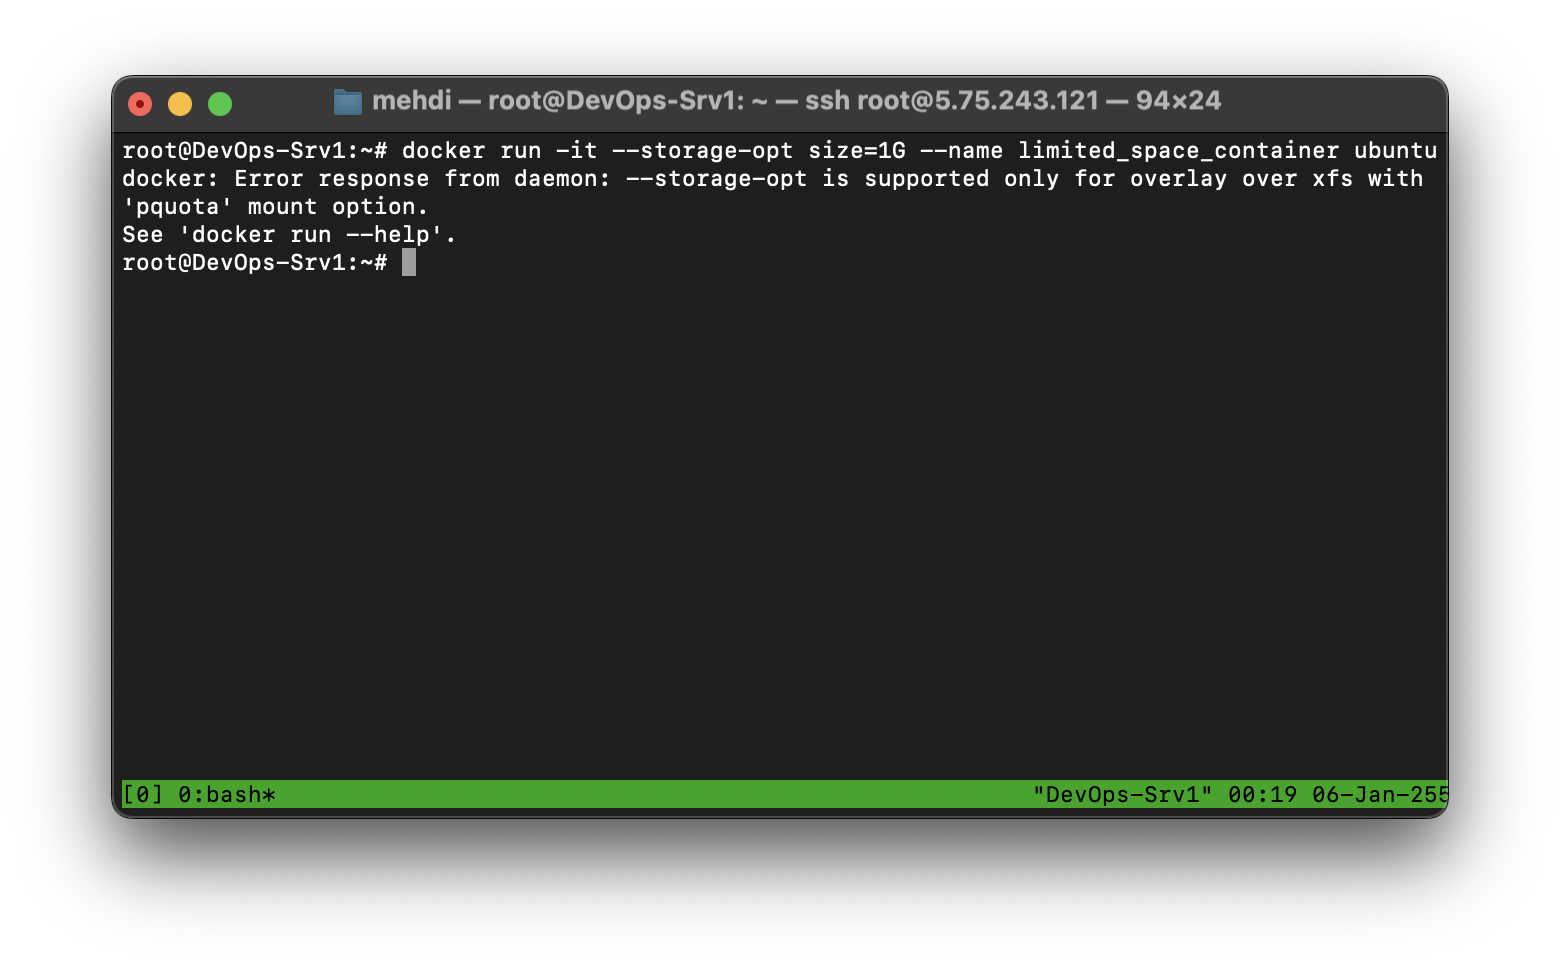 mehdi — root@DevOps-Srv1: ~ — ssh root@5.75.243.121 — 94×24
root@DevOps-Srv1:~# docker run -it --storage-opt size=1G --name limited_space_container ubuntu
docker: Error response from daemon: --storage-opt is supported only for overlay over xfs with
'pquota' mount option.
See 'docker run --help'.
root@DevOps-Srv1:~#
[0] 0:bash* "DevOps-Srv1" 00:19 06-Jan-255